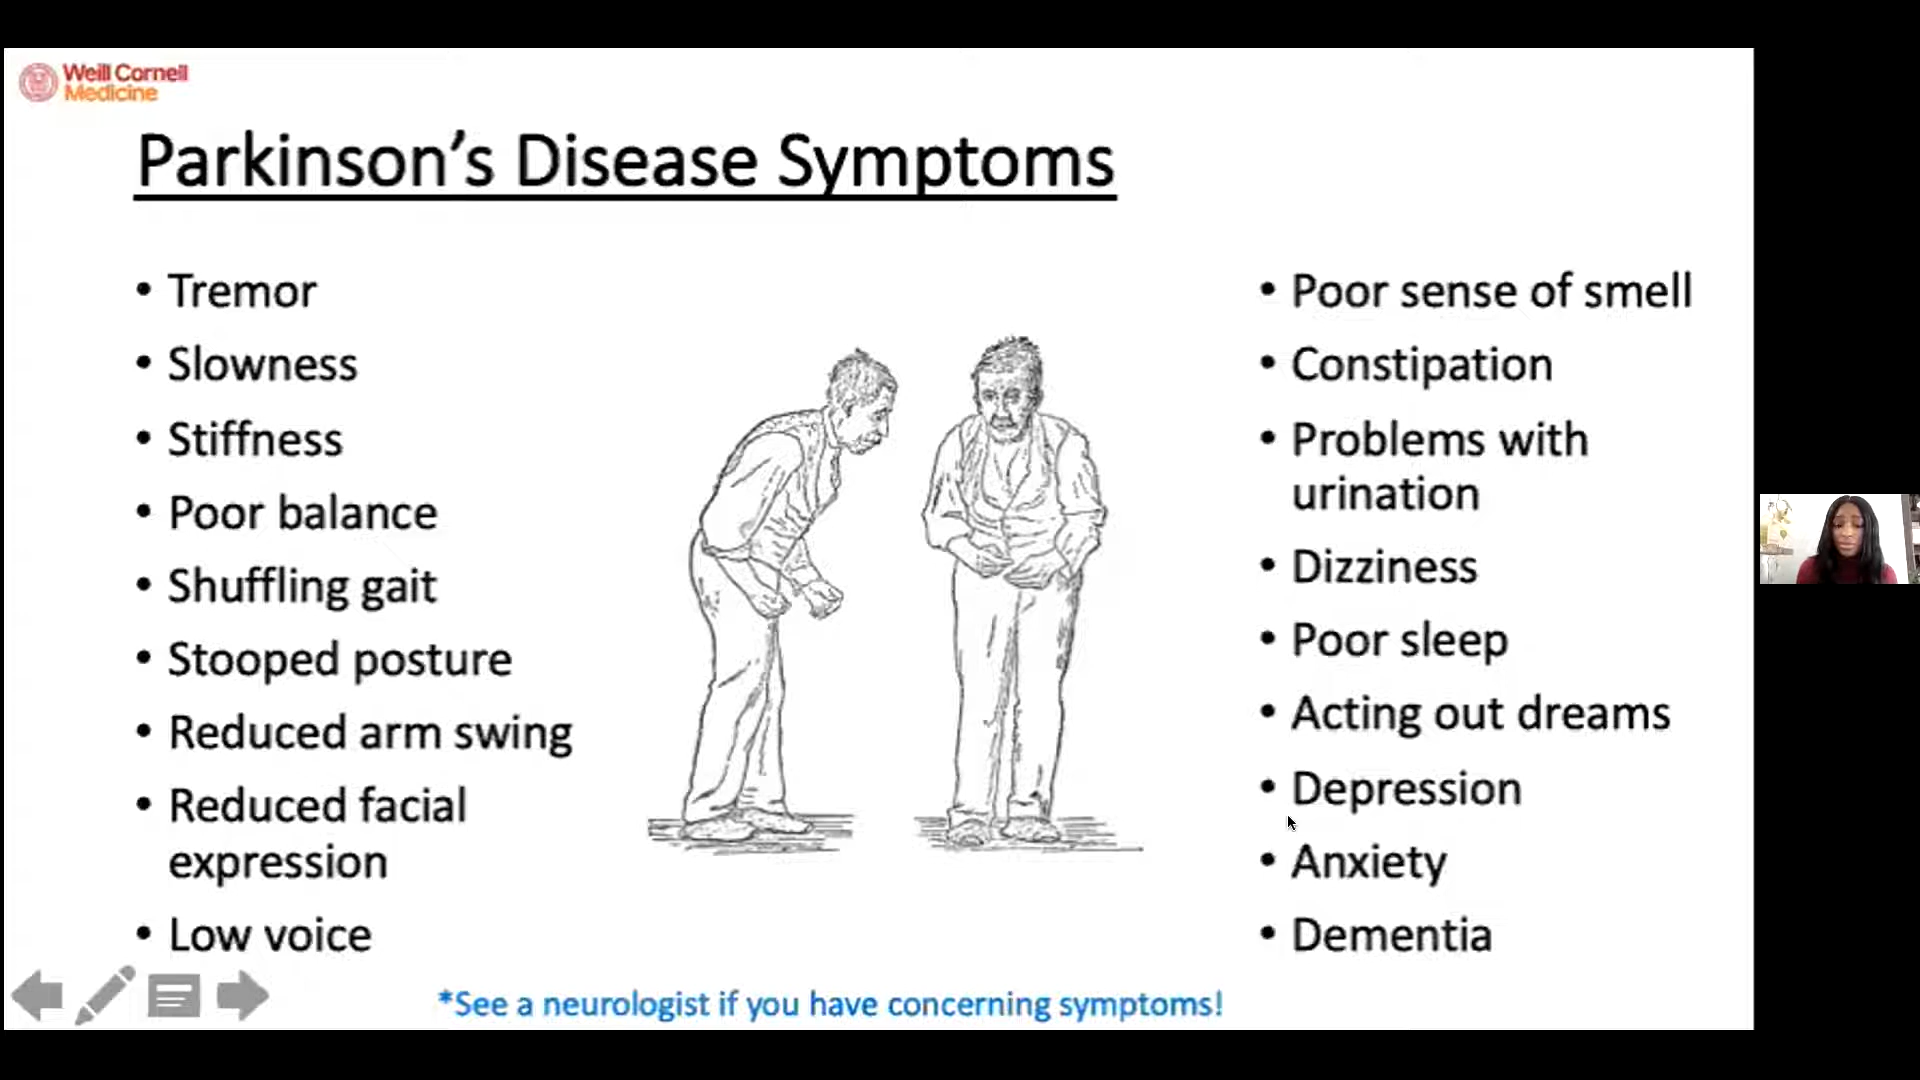 Weill Cornell
Medicine
Parkinson's Disease Symptoms
• Tremor
• Slowness
• Stiffness
• Poor balance
• Shuffling gait
• Stooped posture
• Reduced arm swing
• Reduced facial
expression
• Low voice
• Poor sense of smell
• Constipation
• Problems with
urination
• Dizziness
• Poor sleep
• Acting out dreams
• Depression
• Anxiety
• Dementia
*See a neurologist if you have concerning symptoms!